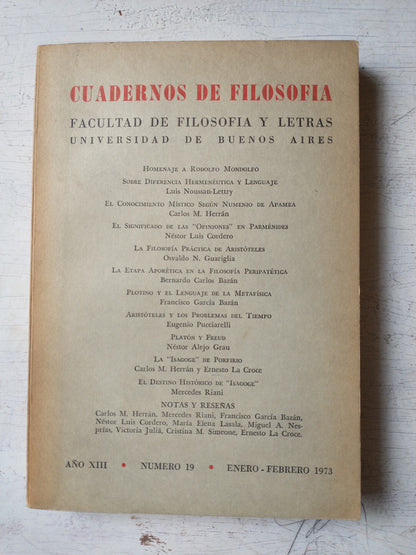 CUADERNOS DE FILOSOFIA
FACULTAD DE FILOSOFIA Y LETRAS
UNIVERSIDAD DE BUENOS AIRES
Homenaje a Rodolfo Mondolfo
Sobre Diferencia Hermenéutica y Lenguaje
Luis Noussan-Lettry
El Conocimiento Místico Según Numenio de Apamea
Carlos M. Herrán
El Significado de las "Opiniones" en Parménides
Néstor Luis Cordero
La Filosofía Práctica de Aristóteles
Osvaldo N. Guariglia
La Etapa Aporética en la Filosofía Peripatética
Bernardo Carlos Bazán
Plotino y el Lenguaje de la Metafísica
Francisco García Bazán
Aristóteles y los Problemas del Tiempo
Eugenio Pucciarelli
Platón y Freud
Néstor Alejo Grau
La "Isagoge" de Porfirio
Carlos M. Herrán y Ernesto La Croce
El Destino Histórico de "Isagoge"
Mercedes Riani
NOTAS Y RESEÑAS
Carlos M. Herrán, Mercedes Riani, Francisco García Bazán,
Néstor Luis Cordero, María Elena Lasala, Miguel A. Nes-
prías, Victoria Juliá, Cristina M. Simeone, Ernesto La Croce.
AÑO XIII • NUMERO 19 • ENERO - FEBRERO 1973